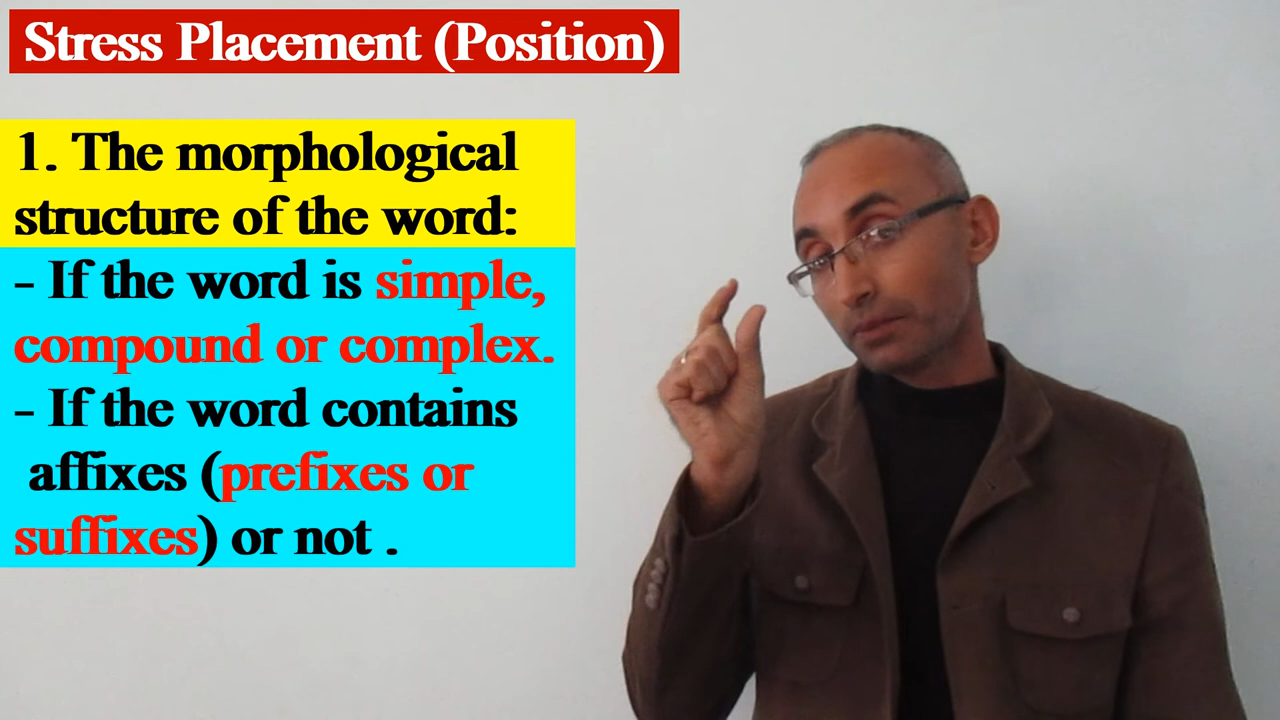 Stress Placement (Position)
1. The morphological
structure of the word:
- If the word is simple,
compound or complex.
- If the word contains
affixes (prefixes or
suffixes) or not .